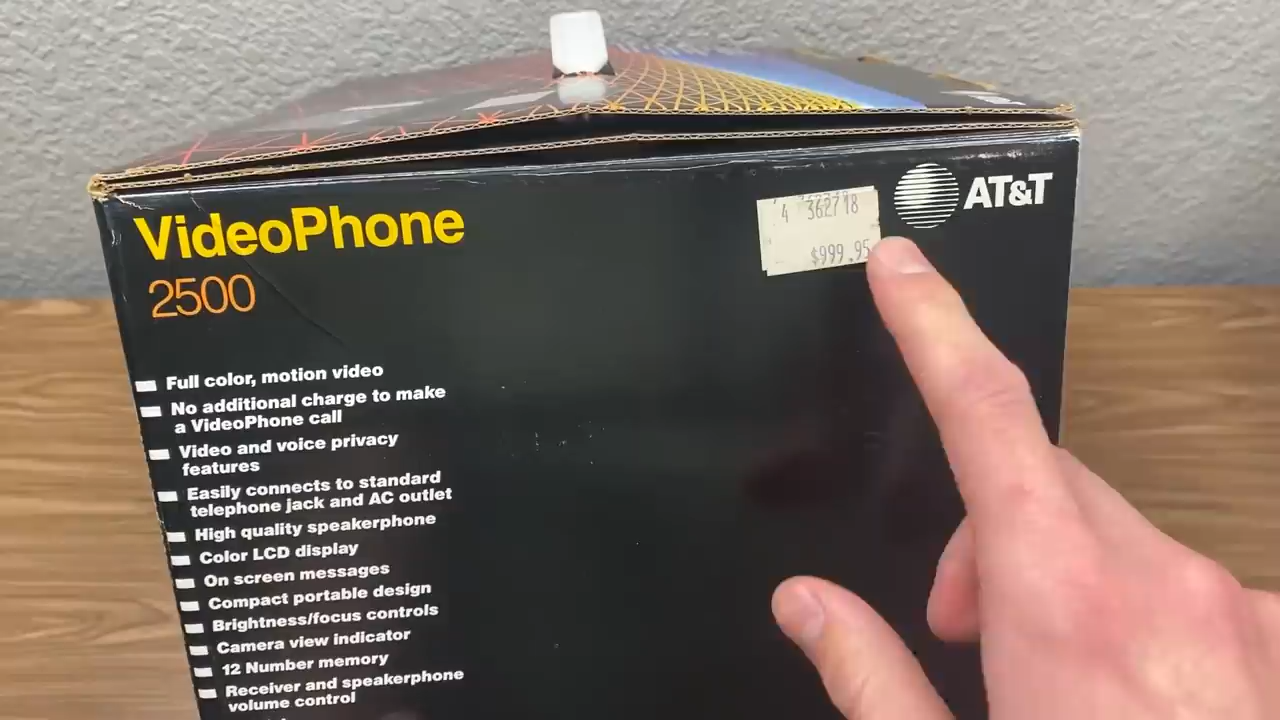 VideoPhone
2500
4 362718
$999.95
AT&T
Full color, motion video
No additional charge to make
a VideoPhone call
Video and voice privacy
features
Easily connects to standard
telephone jack and AC outlet
High quality speakerphone
Color LCD display
On screen messages
Compact portable design
Brightness/focus controls
Camera view indicator
12 Number memory
Receiver and speakerphone
volume control